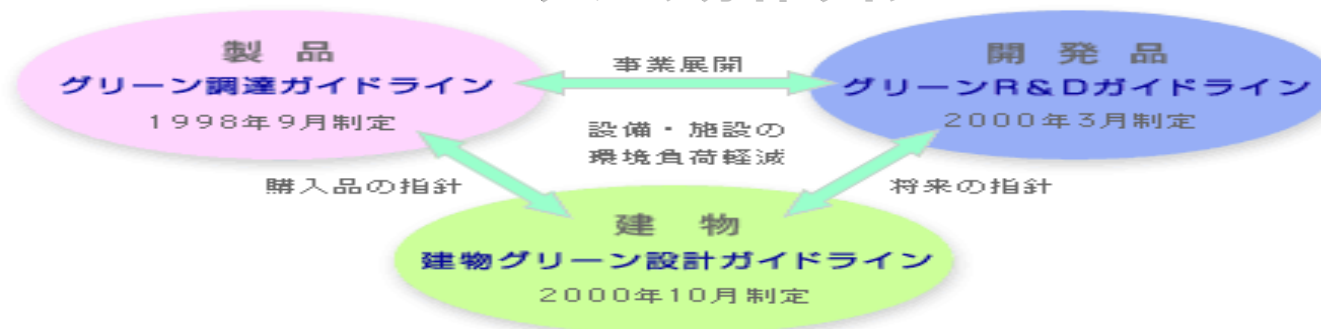 製品
グリーン調達ガイドライン
1998年9月制定
事業展開
開発品
グリーンR&Dガイドライン
2000年3月制定
設備・施設の
環境負荷軽減
購入品の指針
将来の指針
建物
建物グリーン設計ガイドライン
2000年10月制定